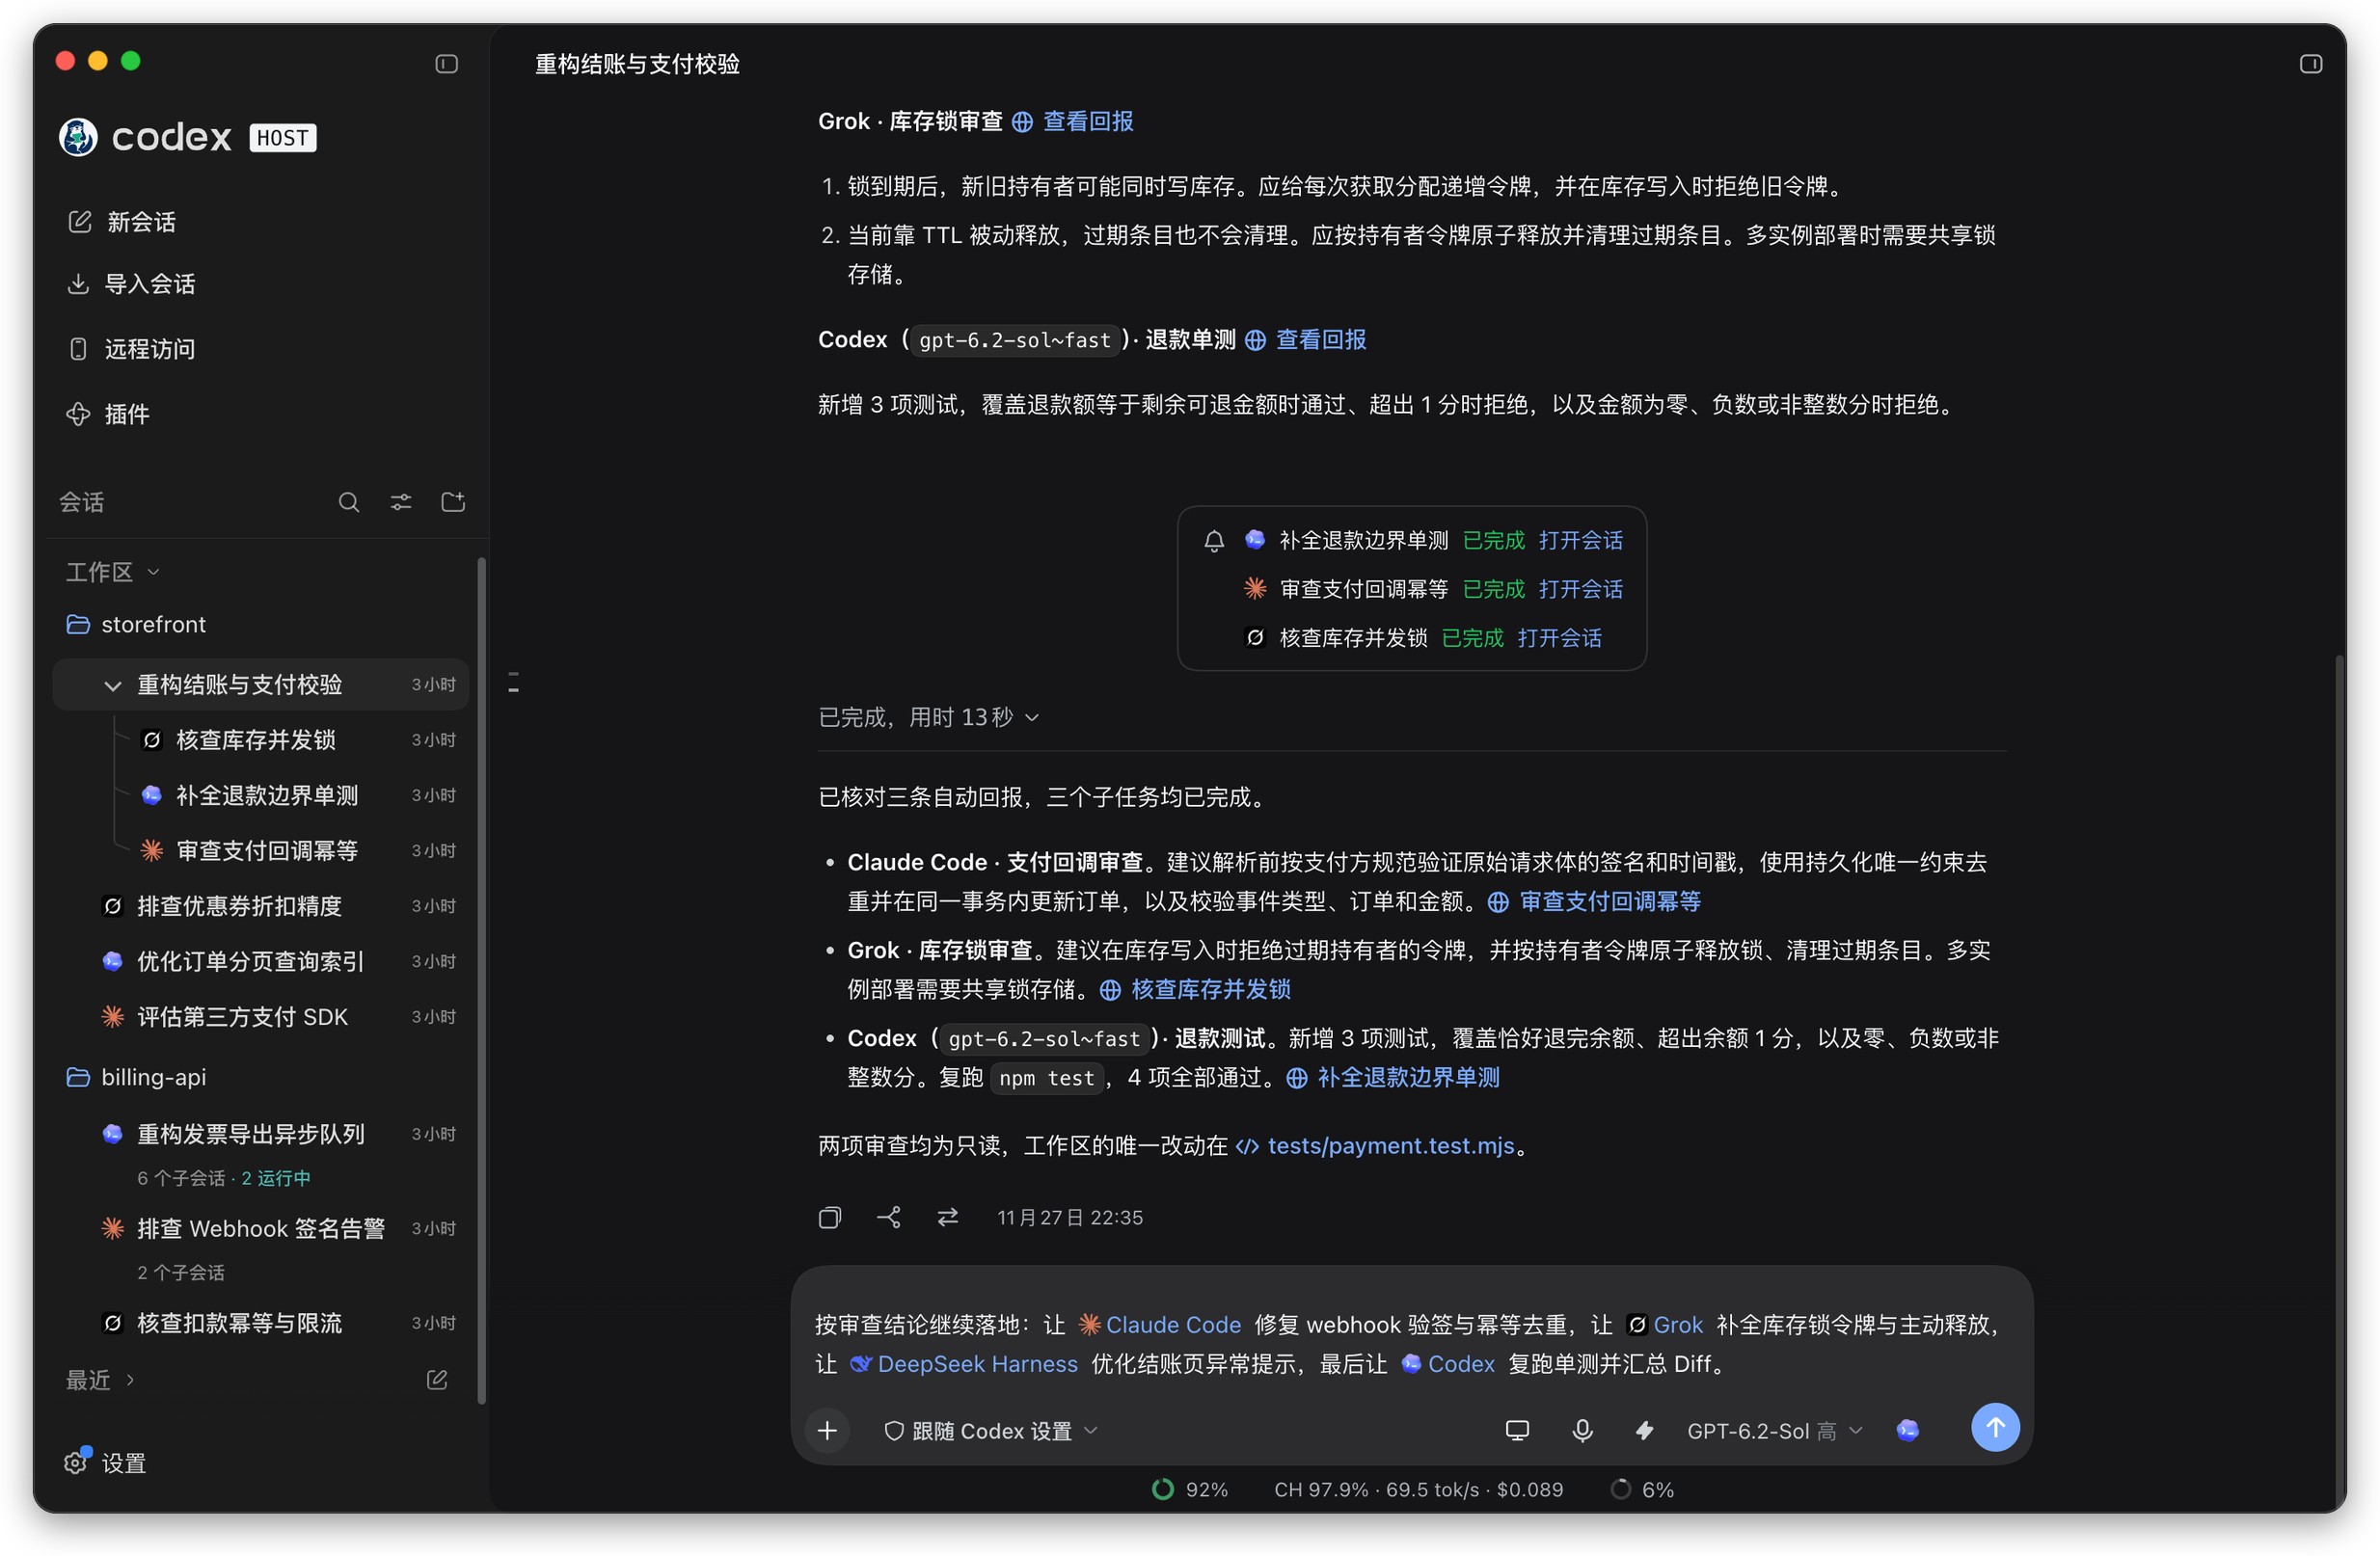 codex HOST
新会话
导入会话
远程访问
插件
会话
工作区
storefront
重构结账与支付校验 3小时
核查库存并发锁 3小时
补全退款边界单测 3小时
审查支付回调幂等 3小时
排查优惠券折扣精度 3小时
优化订单分页查询索引 3小时
评估第三方支付 SDK 3小时
billing-api
重构发票导出异步队列 3小时
6 个子会话 · 2 运行中
排查 Webhook 签名告警 3小时
2 个子会话
核查扣款幂等与限流 3小时
最近
设置
重构结账与支付校验
Grok · 库存锁审查 查看回报
1. 锁到期后，新旧持有者可能同时写库存。应给每次获取分配递增令牌，并在库存写入时拒绝旧令牌。
2. 当前靠 TTL 被动释放，过期条目也不会清理。应按持有者令牌原子释放并清理过期条目。多实例部署时需要共享锁
存储。
Codex（gpt-6.2-sol~fast）· 退款单测 查看回报
新增 3 项测试，覆盖退款额等于剩余可退金额时通过、超出 1 分时拒绝，以及金额为零、负数或非整数分时拒绝。
补全退款边界单测 已完成 打开会话
审查支付回调幂等 已完成 打开会话
核查库存并发锁 已完成 打开会话
已完成，用时 13秒
已核对三条自动回报，三个子任务均已完成。
• Claude Code · 支付回调审查。建议解析前按支付方规范验证原始请求体的签名和时间戳，使用持久化唯一约束去
重并在同一事务内更新订单，以及校验事件类型、订单和金额。 审查支付回调幂等
• Grok · 库存锁审查。建议在库存写入时拒绝过期持有者的令牌，并按持有者令牌原子释放锁、清理过期条目。多实
例部署需要共享锁存储。 核查库存并发锁
• Codex（gpt-6.2-sol~fast）· 退款测试。新增 3 项测试，覆盖恰好退完余额、超出余额 1 分，以及零、负数或非
整数分。复跑 npm test，4 项全部通过。 补全退款边界单测
两项审查均为只读，工作区的唯一改动在 tests/payment.test.mjs。
11月27日 22:35
按审查结论继续落地：让 Claude Code 修复 webhook 验签与幂等去重，让 Grok 补全库存锁令牌与主动释放，
让 DeepSeek Harness 优化结账页异常提示，最后让 Codex 复跑单测并汇总 Diff。
跟随 Codex 设置 GPT-6.2-Sol 高
92% CH 97.9% · 69.5 tok/s · $0.089 6%